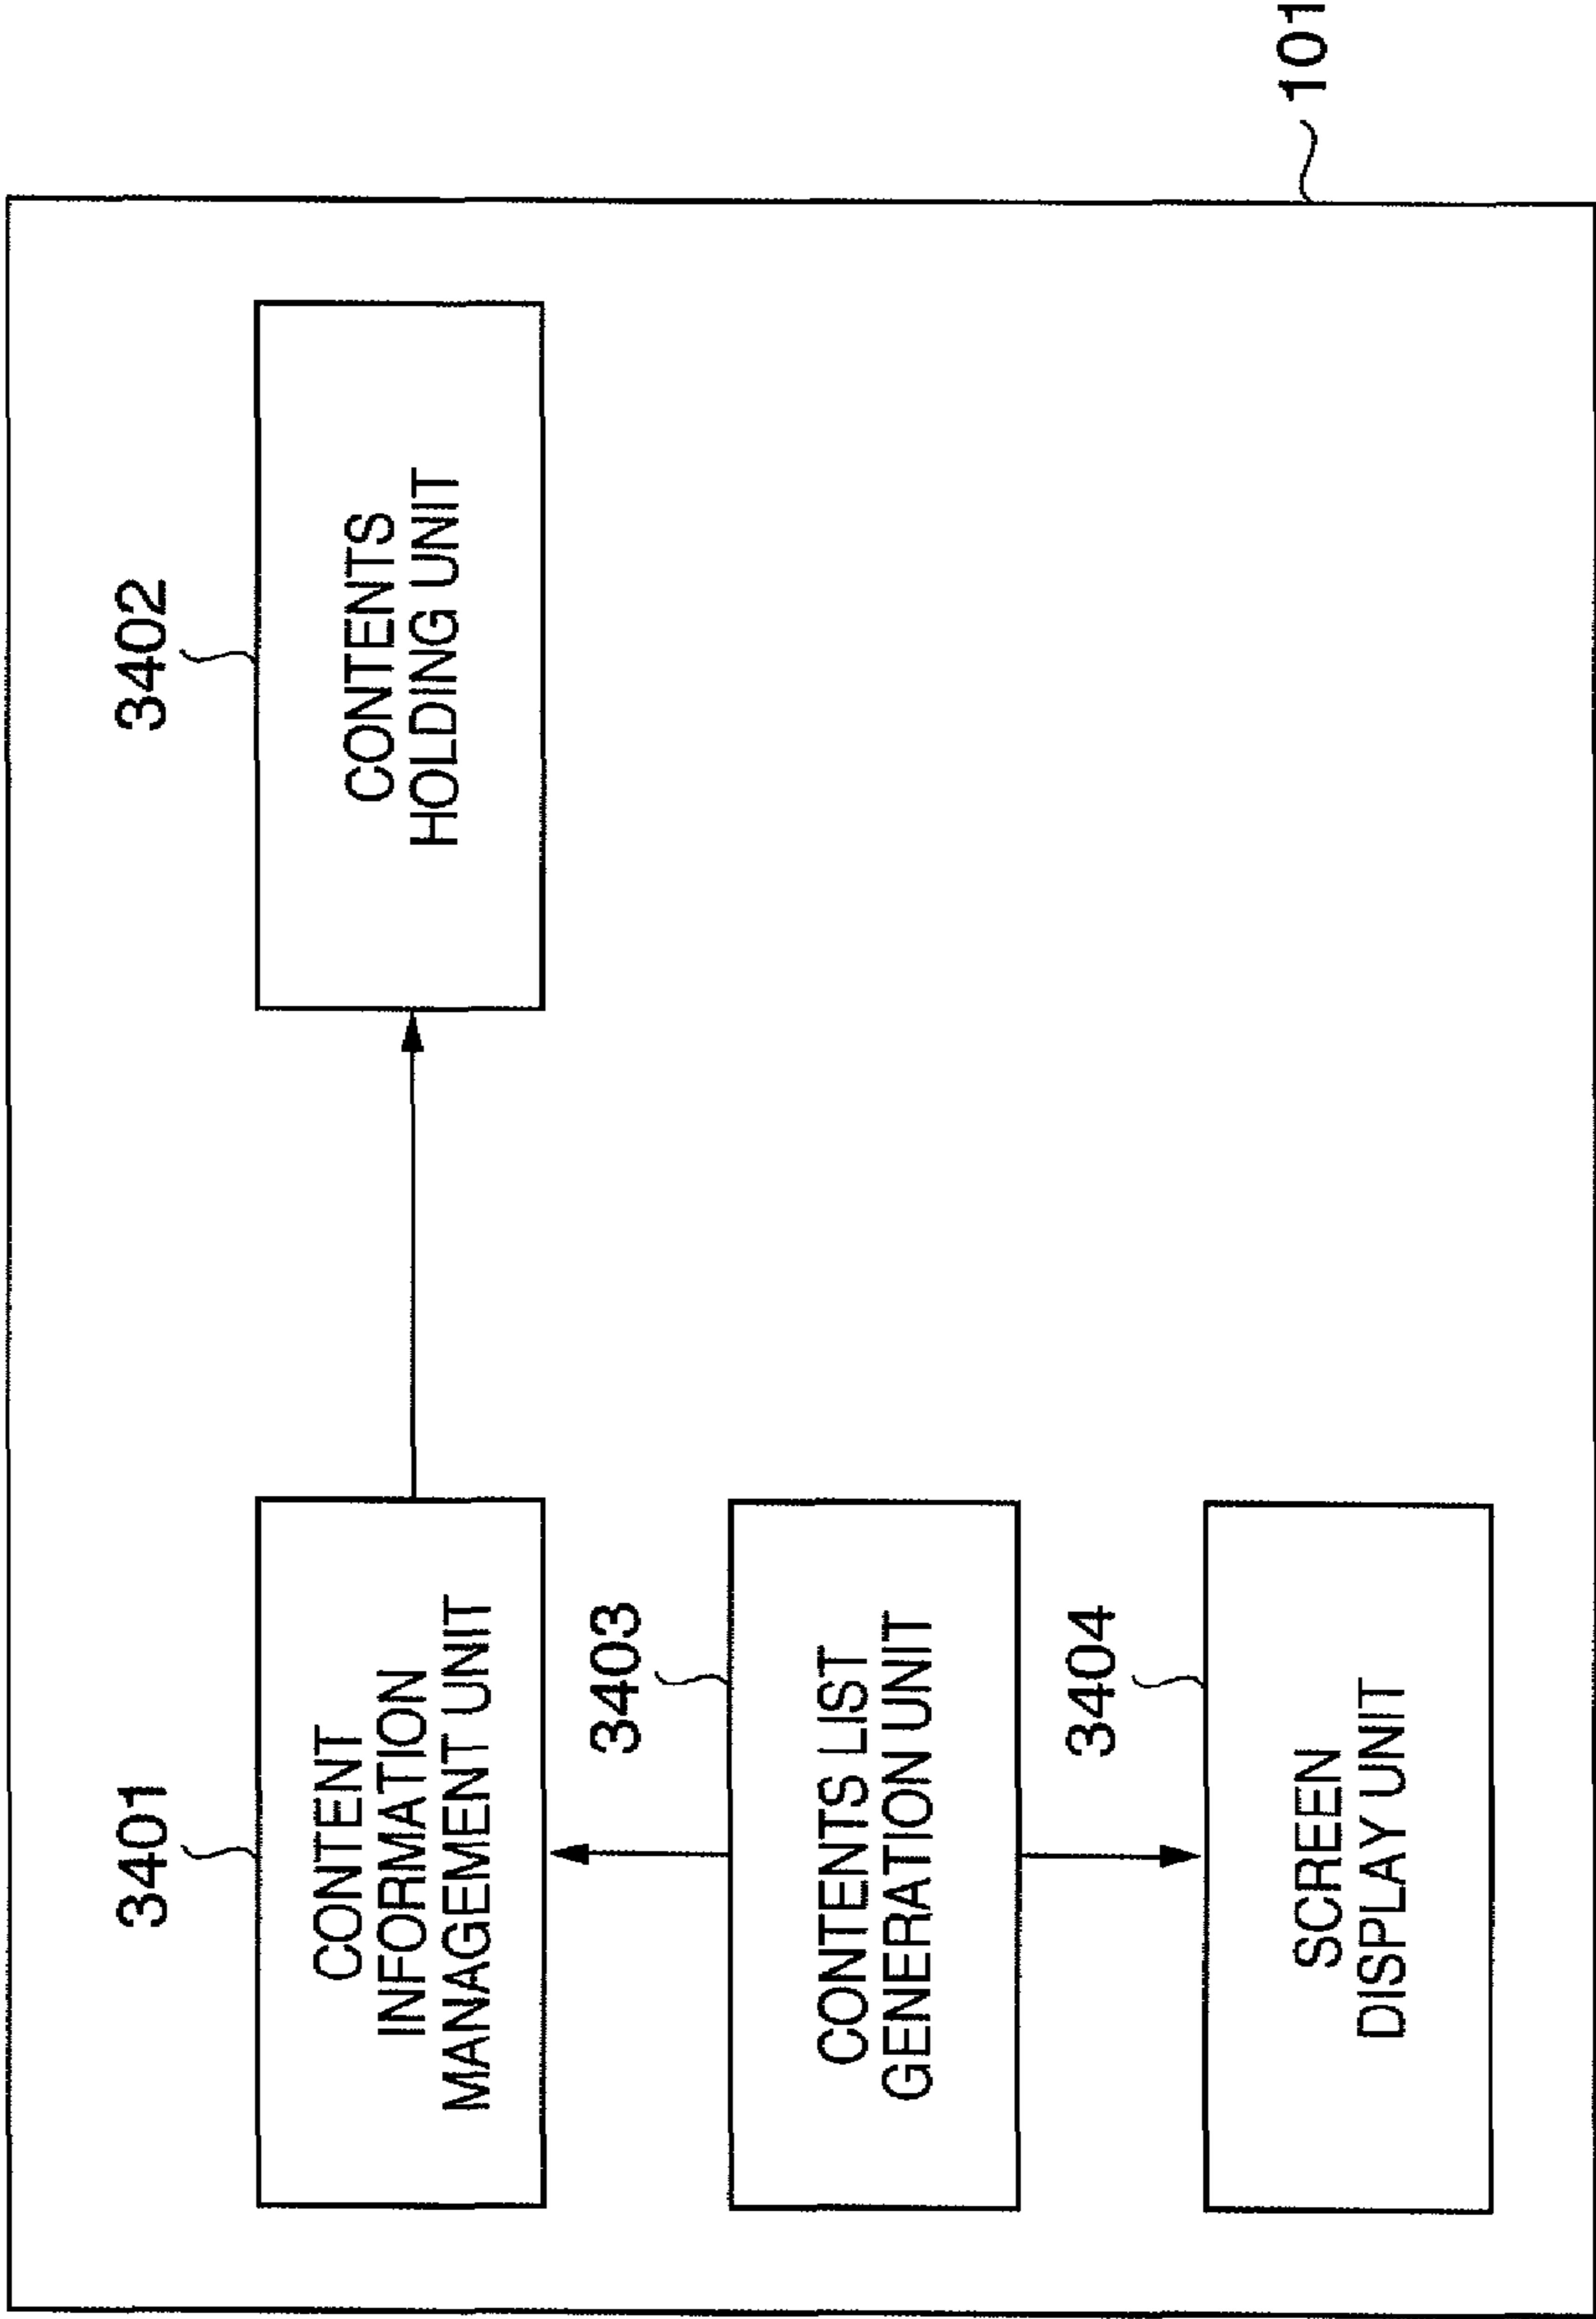 3401
CONTENT
INFORMATION
MANAGEMENT UNIT
3402
CONTENTS
HOLDING UNIT
3403
CONTENTS LIST
GENERATION UNIT
3404
SCREEN
DISPLAY UNIT
101